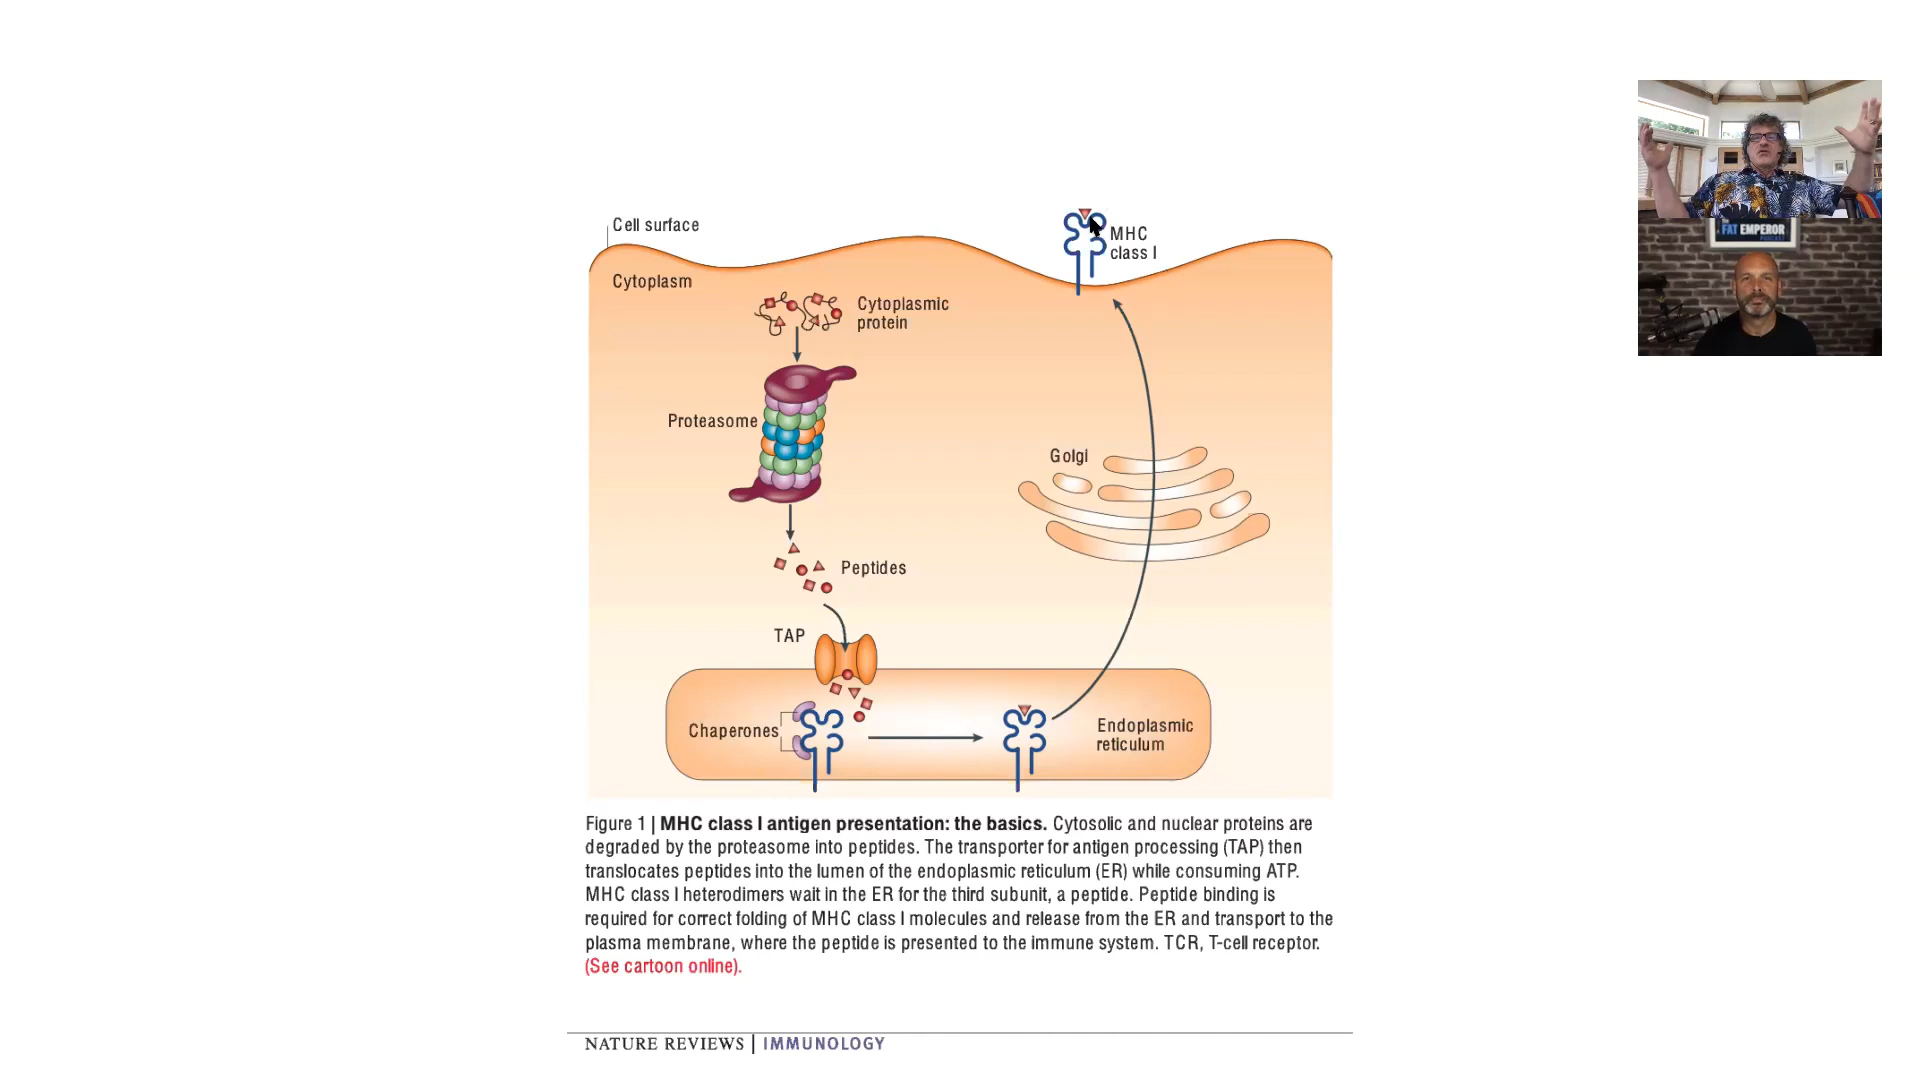 Cell surface
Cytoplasm
Cytoplasmic
protein
MHC
class I
Proteasome
Golgi
Peptides
TAP
Chaperones
Endoplasmic
reticulum
Figure 1 | MHC class I antigen presentation: the basics. Cytosolic and nuclear proteins are
degraded by the proteasome into peptides. The transporter for antigen processing (TAP) then
translocates peptides into the lumen of the endoplasmic reticulum (ER) while consuming ATP.
MHC class I heterodimers wait in the ER for the third subunit, a peptide. Peptide binding is
required for correct folding of MHC class I molecules and release from the ER and transport to the
plasma membrane, where the peptide is presented to the immune system. TCR, T-cell receptor.
(See cartoon online).
NATURE REVIEWS | IMMUNOLOGY
FAT EMPEROR
PODCAST